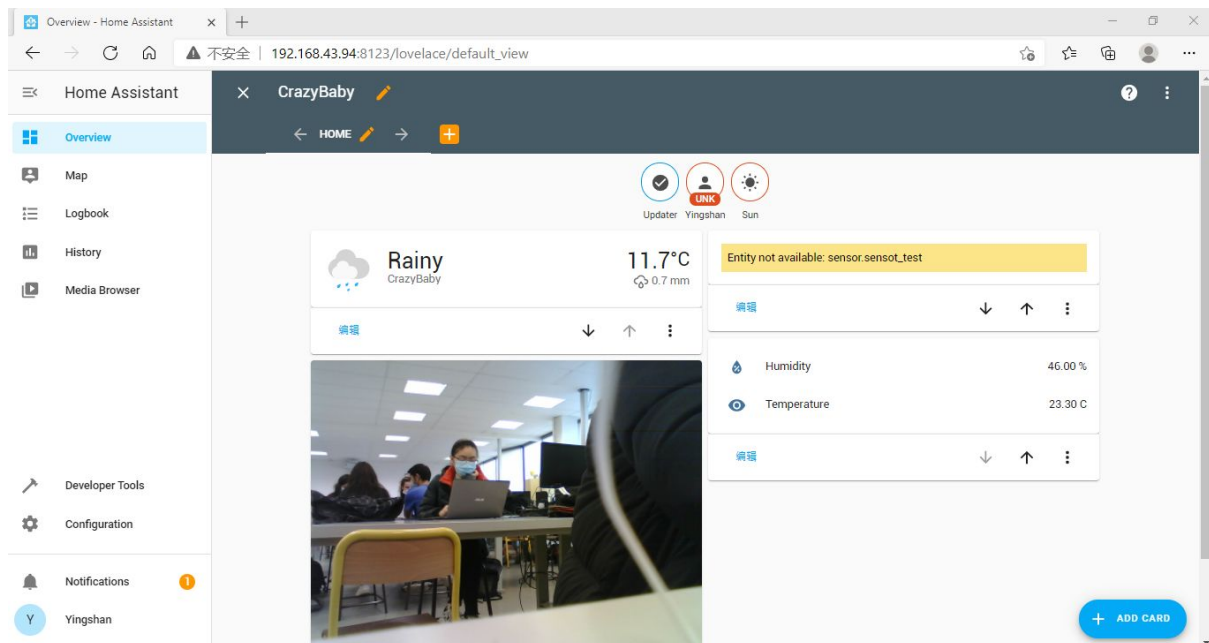 Overview - Home Assistant
不安全 | 192.168.43.94:8123/lovelace/default_view
Home Assistant
CrazyBaby
Overview
HOME
Map
Logbook
History
Media Browser
UNK
Updater Yingshan Sun
Rainy
CrazyBaby
11.7°C
0.7 mm
编辑
Entity not available: sensor.sensot_test
编辑
Humidity 46.00 %
Temperature 23.30 C
编辑
Developer Tools
Configuration
Notifications 1
Y Yingshan
+ ADD CARD